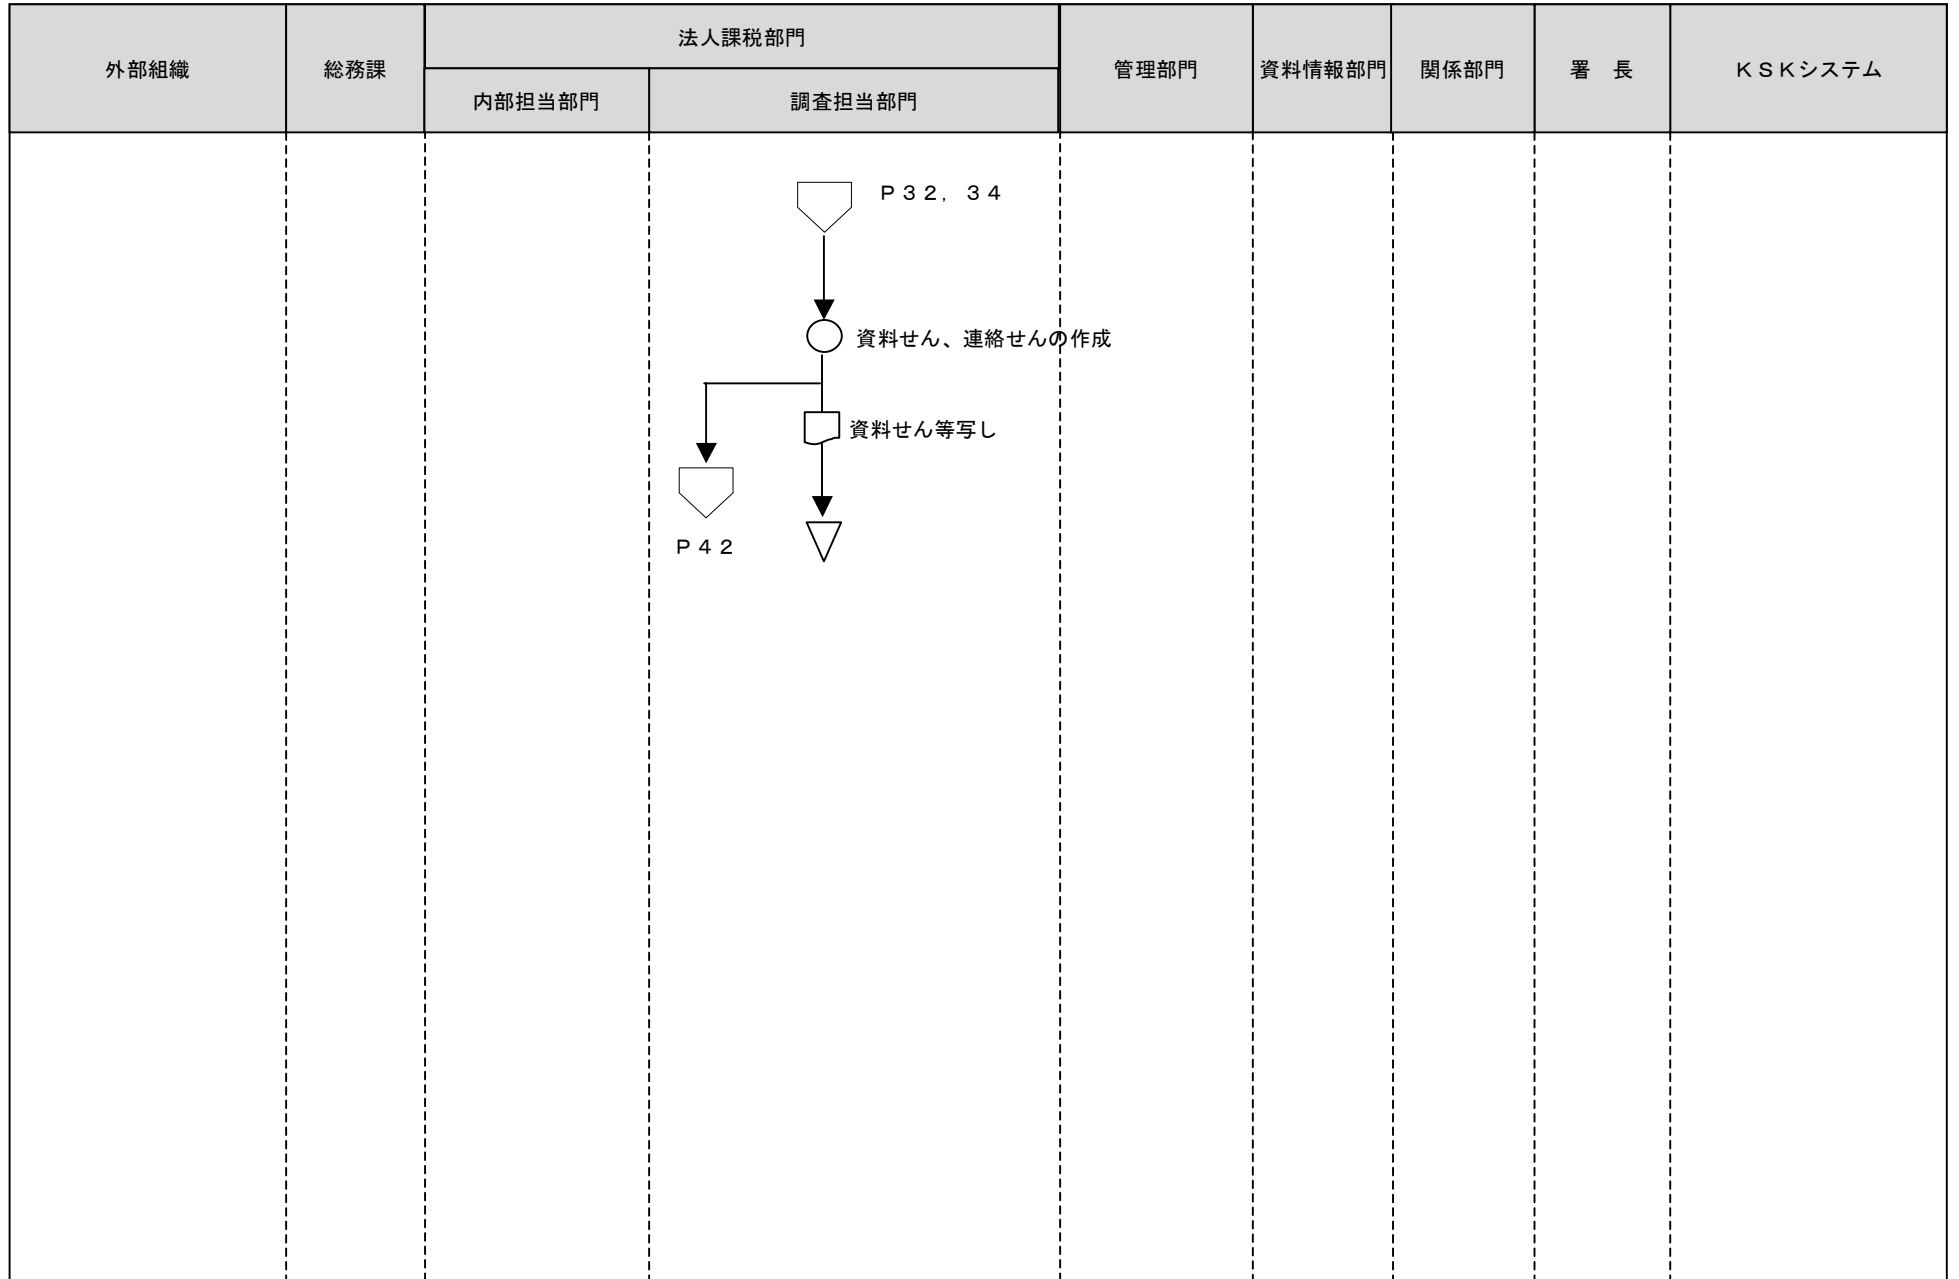 外部組織
総務課
法人課税部門
内部担当部門
調査担当部門
管理部門
資料情報部門
関係部門
署　長
ＫＳＫシステム
Ｐ３２，３４
資料せん、連絡せんの作成
資料せん等写し
Ｐ４２